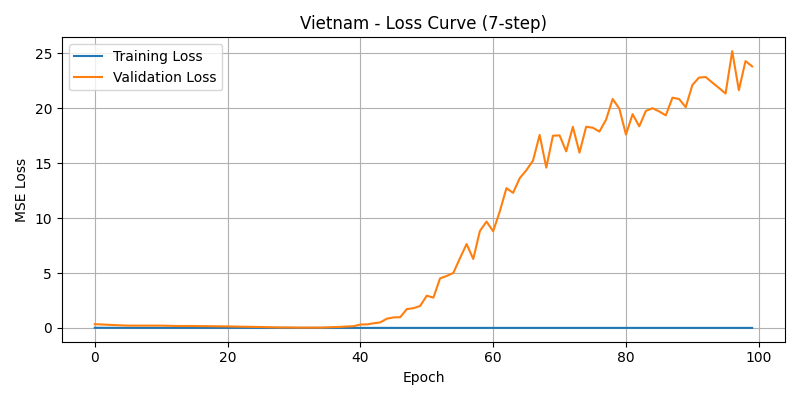 Vietnam - Loss Curve (7-step)
Training Loss
Validation Loss
MSE Loss
25
20
15
10
5
0
0 20 40 60 80 100
Epoch